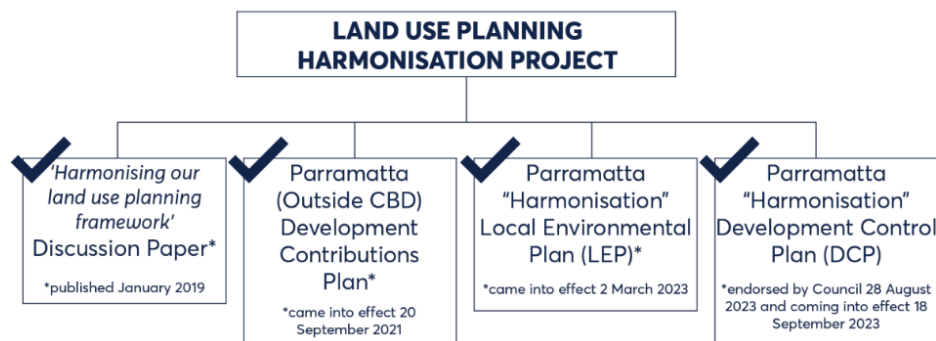 LAND USE PLANNING
HARMONISATION PROJECT
'Harmonising our
land use planning
framework'
Discussion Paper*
*published January 2019
Parramatta
(Outside CBD)
Development
Contributions
Plan*
*came into effect 20
September 2021
Parramatta
“Harmonisation”
Local Environmental
Plan (LEP)*
*came into effect 2 March 2023
Parramatta
“Harmonisation”
Development Control
Plan (DCP)
*endorsed by Council 28 August
2023 and coming into effect 18
September 2023